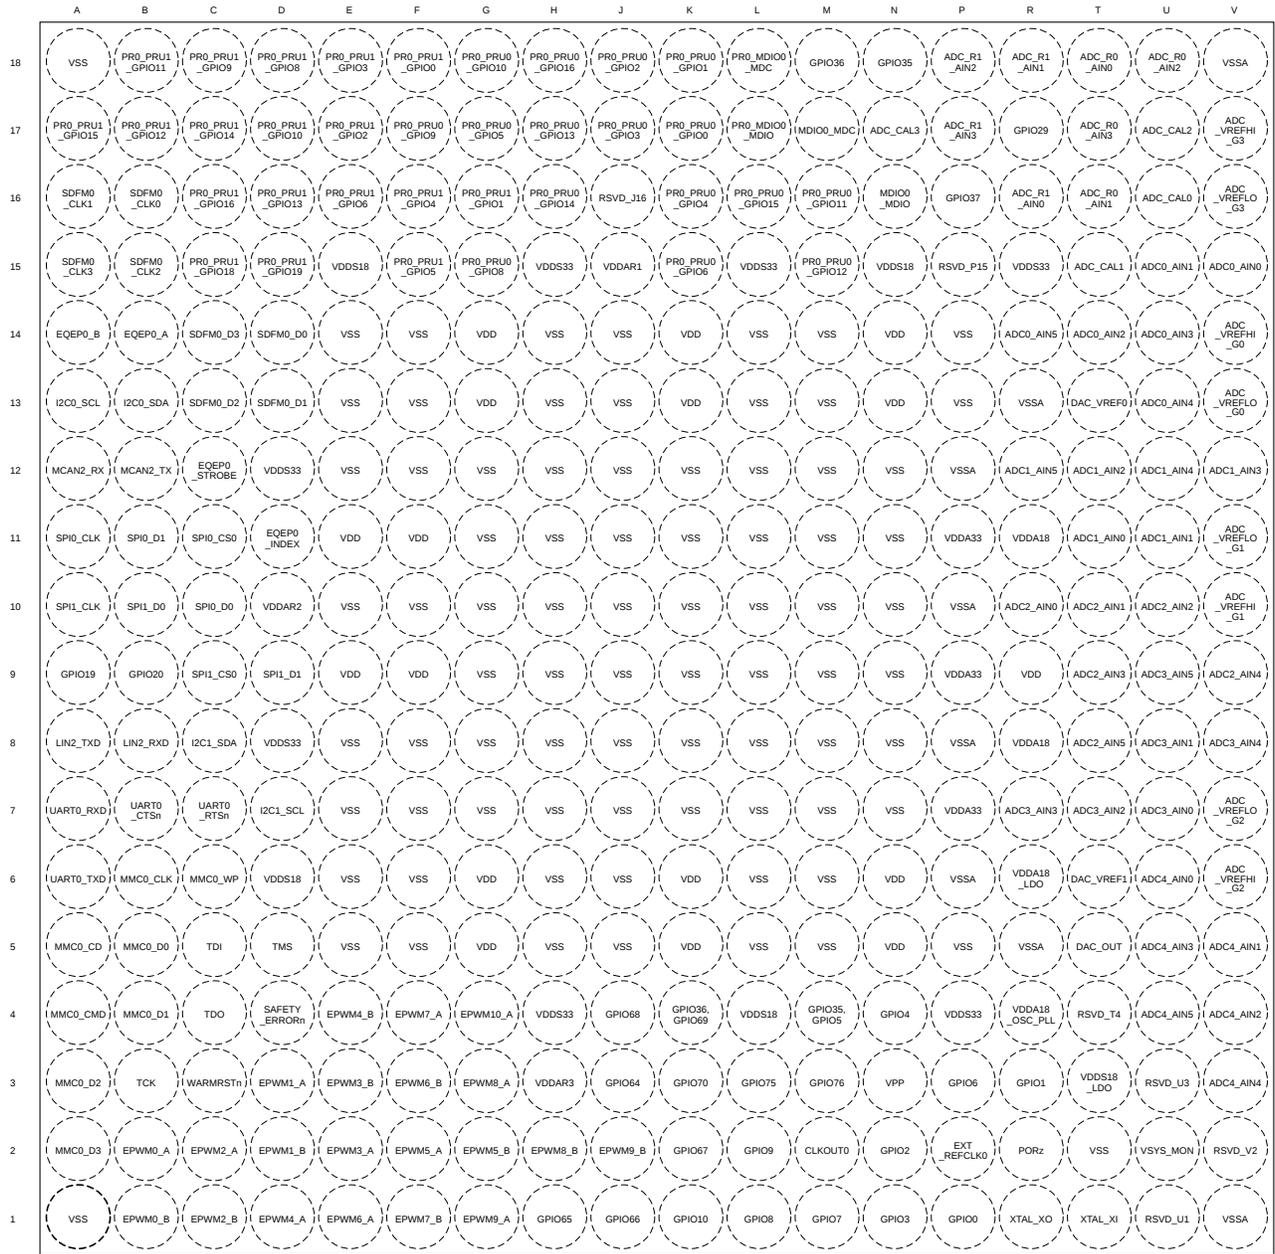 A B C D E F G H J K L M N P R T U V
18 VSS PR0_PRU1_GPIO11 PR0_PRU1_GPIO9 PR0_PRU1_GPIO8 PR0_PRU1_GPIO3 PR0_PRU1_GPIO0 PR0_PRU0_GPIO10 PR0_PRU0_GPIO16 PR0_PRU0_GPIO2 PR0_PRU0_GPIO1 PR0_MDIO0_MDC GPIO36 GPIO35 ADC_R1_AIN2 ADC_R1_AIN1 ADC_R0_AIN0 ADC_R0_AIN2 VSSA
17 PR0_PRU1_GPIO15 PR0_PRU1_GPIO12 PR0_PRU1_GPIO14 PR0_PRU1_GPIO10 PR0_PRU1_GPIO2 PR0_PRU0_GPIO9 PR0_PRU0_GPIO5 PR0_PRU0_GPIO13 PR0_PRU0_GPIO3 PR0_PRU0_GPIO0 PR0_MDIO0_MDIO MDIO0_MDC ADC_CAL3 ADC_R1_AIN3 GPIO29 ADC_R0_AIN3 ADC_CAL2 ADC_VREFHI_G3
16 SDFM0_CLK1 SDFM0_CLK0 PR0_PRU1_GPIO16 PR0_PRU1_GPIO13 PR0_PRU1_GPIO6 PR0_PRU1_GPIO4 PR0_PRU1_GPIO1 PR0_PRU0_GPIO14 RSVD_J16 PR0_PRU0_GPIO4 PR0_PRU0_GPIO15 PR0_PRU0_GPIO11 MDIO0_MDIO GPIO37 ADC_R1_AIN0 ADC_R0_AIN1 ADC_CAL0 ADC_VREFLO_G3
15 SDFM0_CLK3 SDFM0_CLK2 PR0_PRU1_GPIO18 PR0_PRU1_GPIO19 VDDS18 PR0_PRU1_GPIO5 PR0_PRU0_GPIO8 VDDS33 VDDAR1 PR0_PRU0_GPIO6 VDDS33 PR0_PRU0_GPIO12 VDDS18 RSVD_P15 VDDS33 ADC_CAL1 ADC0_AIN1 ADC0_AIN0
14 EQEP0_B EQEP0_A SDFM0_D3 SDFM0_D0 VSS VSS VDD VSS VSS VDD VSS VSS VDD VSS ADC0_AIN5 ADC0_AIN2 ADC0_AIN3 ADC_VREFHI_G0
13 I2C0_SCL I2C0_SDA SDFM0_D2 SDFM0_D1 VSS VSS VDD VSS VSS VDD VSS VSS VDD VSS VSSA DAC_VREF0 ADC0_AIN4 ADC_VREFLO_G0
12 MCAN2_RX MCAN2_TX EQEP0_STROBE VDDS33 VSS VSS VSS VSS VSS VSS VSS VSS VSS VSSA ADC1_AIN5 ADC1_AIN2 ADC1_AIN4 ADC1_AIN3
11 SPI0_CLK SPI0_D1 SPI0_CS0 EQEP0_INDEX VDD VDD VSS VSS VSS VSS VSS VSS VSS VDDA33 VDDA18 ADC1_AIN0 ADC1_AIN1 ADC_VREFLO_G1
10 SPI1_CLK SPI1_D0 SPI0_D0 VDDAR2 VSS VSS VSS VSS VSS VSS VSS VSS VSS VSSA ADC2_AIN0 ADC2_AIN1 ADC2_AIN2 ADC_VREFHI_G1
9 GPIO19 GPIO20 SPI1_CS0 SPI1_D1 VDD VDD VSS VSS VSS VSS VSS VSS VSS VDDA33 VDD ADC2_AIN3 ADC3_AIN5 ADC2_AIN4
8 LIN2_TXD LIN2_RXD I2C1_SDA VDDS33 VSS VSS VSS VSS VSS VSS VSS VSS VSS VSSA VDDA18 ADC2_AIN5 ADC3_AIN1 ADC3_AIN4
7 UART0_RXD UART0_CTSn UART0_RTSn I2C1_SCL VSS VSS VSS VSS VSS VSS VSS VSS VSS VDDA33 ADC3_AIN3 ADC3_AIN2 ADC3_AIN0 ADC_VREFLO_G2
6 UART0_TXD MMC0_CLK MMC0_WP VDDS18 VSS VSS VDD VSS VSS VDD VSS VSS VDD VSSA VDDA18_LDO DAC_VREF1 ADC4_AIN0 ADC_VREFHI_G2
5 MMC0_CD MMC0_D0 TDI TMS VSS VSS VDD VSS VSS VDD VSS VSS VDD VSS VSSA DAC_OUT ADC4_AIN3 ADC4_AIN1
4 MMC0_CMD MMC0_D1 TDO SAFETY_ERRORn EPWM4_B EPWM7_A EPWM10_A VDDS33 GPIO68 GPIO36, GPIO69 VDDS18 GPIO35, GPIO5 GPIO4 VDDS33 VDDA18_OSC_PLL RSVD_T4 ADC4_AIN5 ADC4_AIN2
3 MMC0_D2 TCK WARMRSTn EPWM1_A EPWM3_B EPWM6_B EPWM8_A VDDAR3 GPIO64 GPIO70 GPIO75 GPIO76 VPP GPIO6 GPIO1 VDDS18_LDO RSVD_U3 ADC4_AIN4
2 MMC0_D3 EPWM0_A EPWM2_A EPWM1_B EPWM3_A EPWM5_A EPWM5_B EPWM8_B EPWM9_B GPIO67 GPIO9 CLKOUT0 GPIO2 EXT_REFCLK0 PORz VSS VSYS_MON RSVD_V2
1 VSS EPWM0_B EPWM2_B EPWM4_A EPWM6_A EPWM7_B EPWM9_A GPIO65 GPIO66 GPIO10 GPIO8 GPIO7 GPIO3 GPIO0 XTAL_XO XTAL_XI RSVD_U1 VSSA